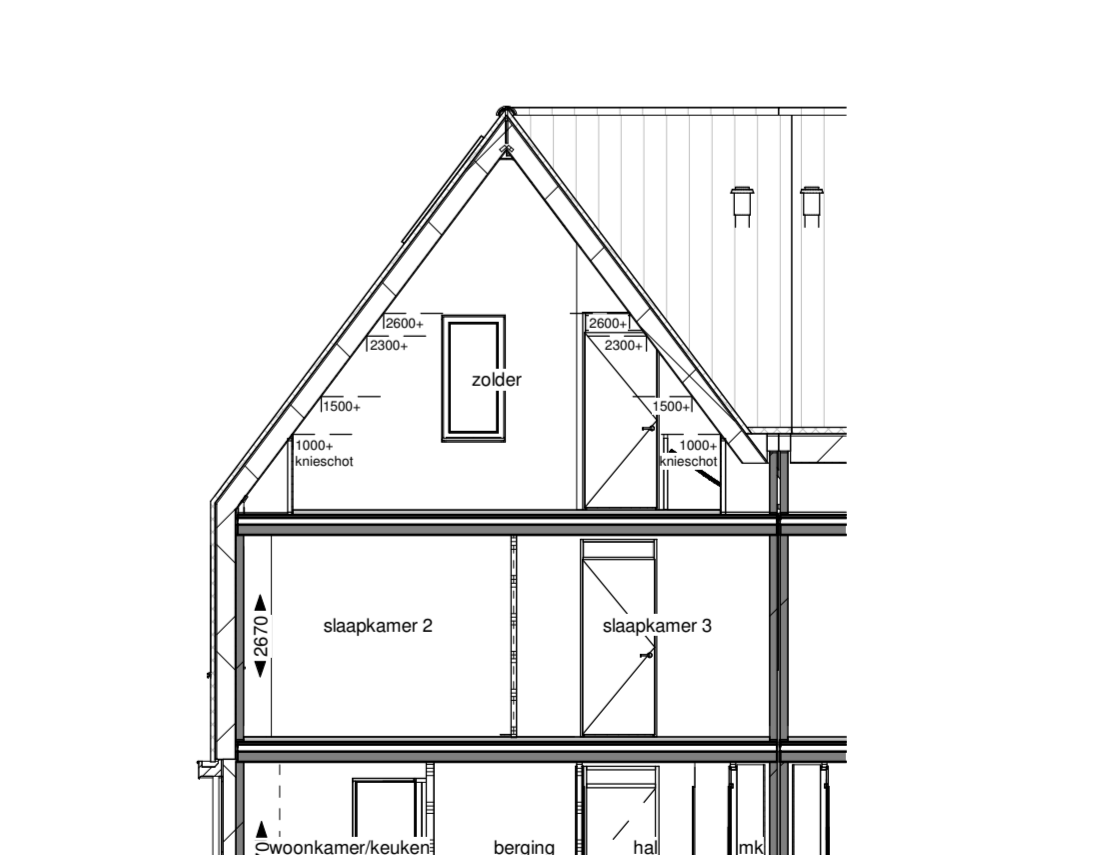 2600+
2600+
2300+
2300+
zolder
1500+
1500+
1000+
knieschot
1000+
knieschot
2670
slaapkamer 2
slaapkamer 3
woonkamer/keuken
berging
hal
mk